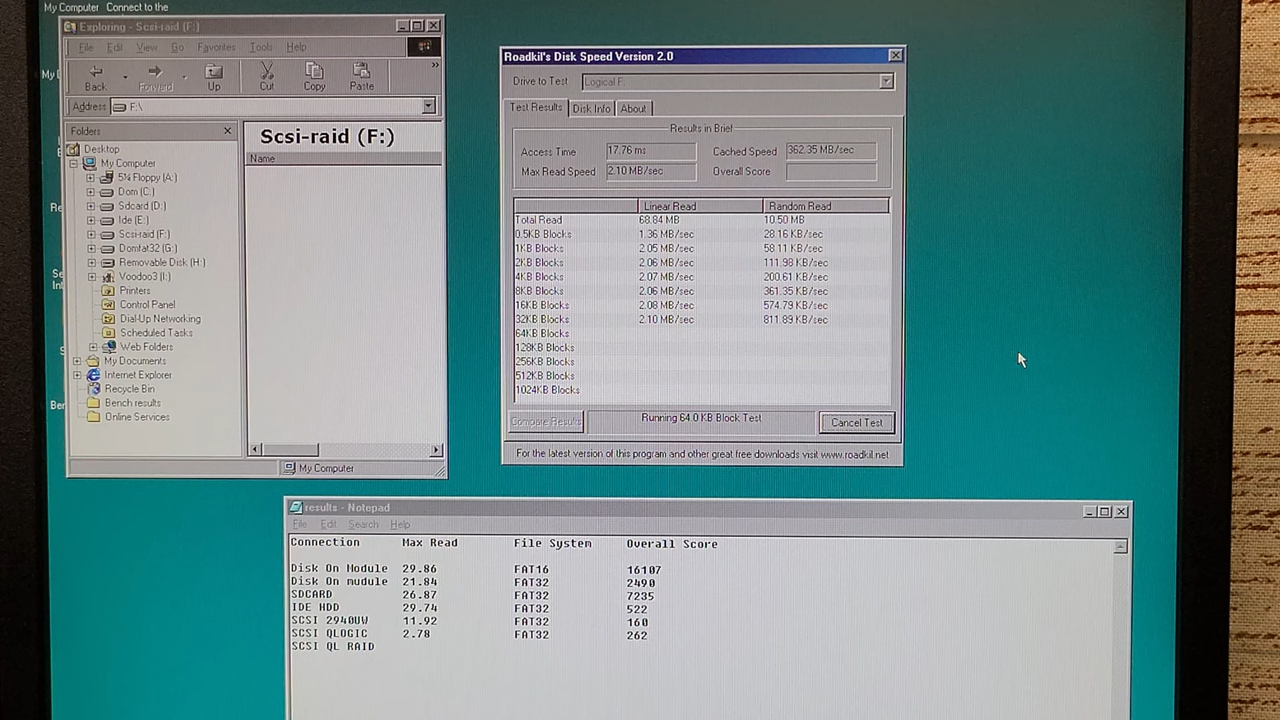 My Computer Connect to the
Exploring - Scsi-raid (F:)
File Edit View Go Favorites Tools Help
Back Forward Up Cut Copy Paste »
Address F:\
Folders
Desktop
My Computer
5¼ Floppy (A:)
Dom (C:)
Sdcard (D:)
Ide (E:)
Scsi-raid (F:)
Domfat32 (G:)
Removable Disk (H:)
Voodoo3 (I:)
Printers
Control Panel
Dial-Up Networking
Scheduled Tasks
Web Folders
My Documents
Internet Explorer
Recycle Bin
Bench results
Online Services
Scsi-raid (F:)
Name
My Computer
Roadkil's Disk Speed Version 2.0
Drive to Test Logical F:
Test Results Disk Info About
Results in Brief
Access Time 17.76 ms Cached Speed 362.35 MB/sec
Max Read Speed 2.10 MB/sec Overall Score
Linear Read Random Read
Total Read 68.84 MB 10.50 MB
0.5KB Blocks 1.36 MB/sec 28.16 KB/sec
1KB Blocks 2.05 MB/sec 58.11 KB/sec
2KB Blocks 2.06 MB/sec 111.98 KB/sec
4KB Blocks 2.07 MB/sec 200.61 KB/sec
8KB Blocks 2.06 MB/sec 361.35 KB/sec
16KB Blocks 2.08 MB/sec 574.79 KB/sec
32KB Blocks 2.10 MB/sec 811.89 KB/sec
64KB Blocks
128KB Blocks
256KB Blocks
512KB Blocks
1024KB Blocks
Compare Results Running 64.0 KB Block Test Cancel Test
For the latest version of this program and other great free downloads visit www.roadkil.net
results - Notepad
File Edit Search Help
Connection Max Read File System Overall Score
Disk On Module 29.86 FAT16 16107
Disk On mudule 21.84 FAT32 2490
SDCARD 26.87 FAT32 7235
IDE HDD 29.74 FAT32 522
SCSI 2940UW 11.92 FAT32 160
SCSI QLOGIC 2.78 FAT32 262
SCSI QL RAID